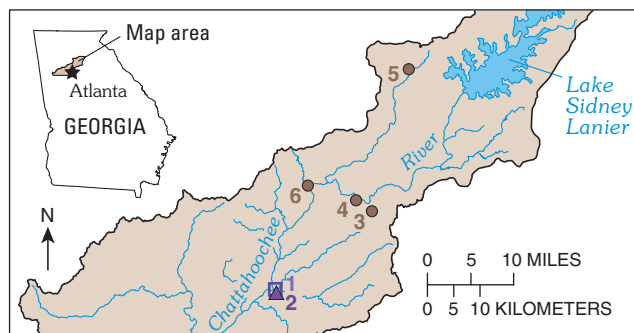 Map area
Atlanta
GEORGIA
Lake
Sidney
Lanier
River
Chattahoochee
5
6
4
3
1
2
N
0 5 10 MILES
0 5 10 KILOMETERS